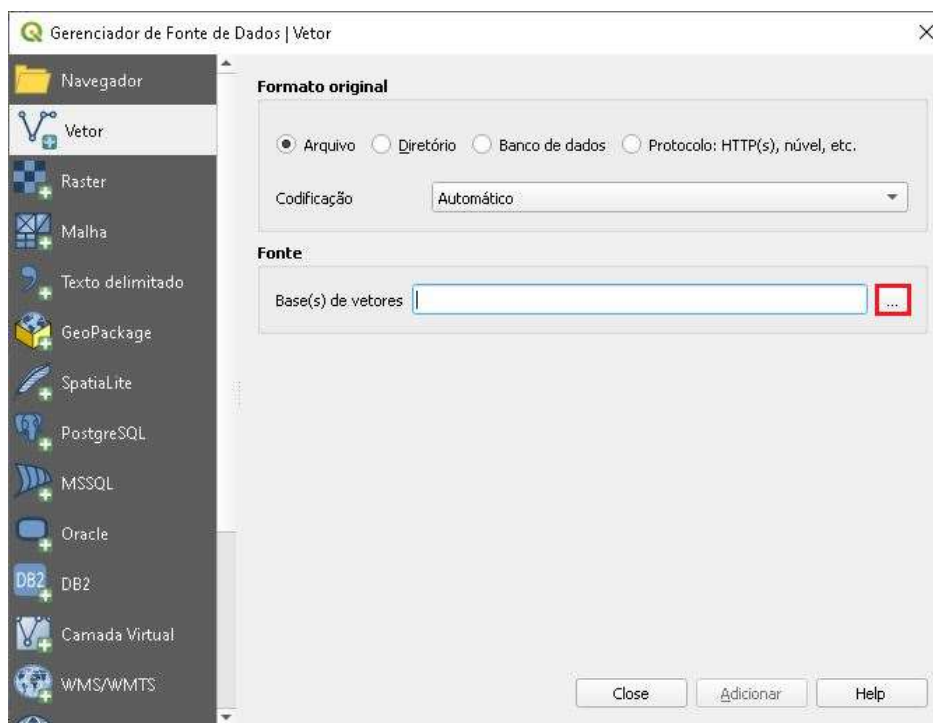 Gerenciador de Fonte de Dados | Vetor
Navegador
Vetor
Raster
Malha
Texto delimitado
GeoPackage
SpatiaLite
PostgreSQL
MSSQL
Oracle
DB2
DB2
Camada Virtual
WMS/WMTS
Formato original
Arquivo Diretório Banco de dados Protocolo: HTTP(s), núvel, etc.
Codificação Automático
Fonte
Base(s) de vetores ...
Close Adicionar Help